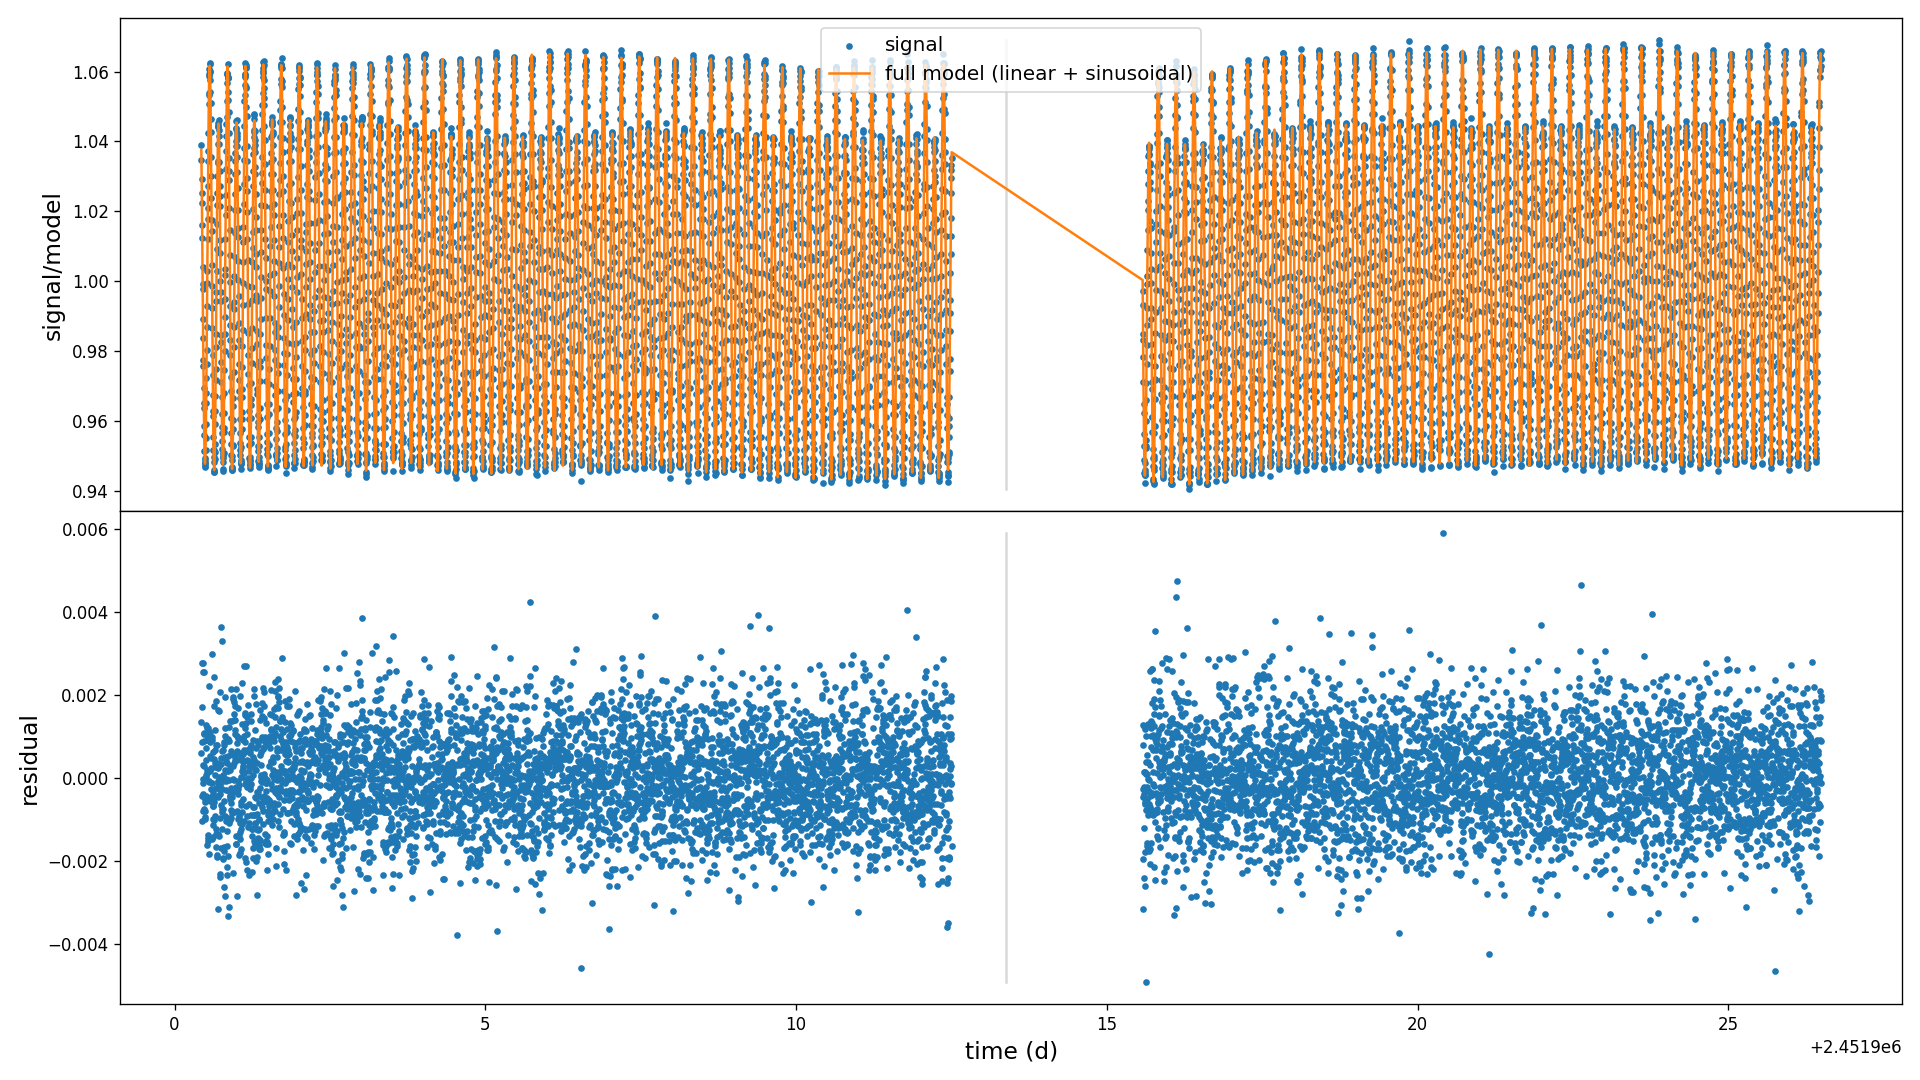 signal
full model (linear + sinusoidal)
signal/model
1.06
1.04
1.02
1.00
0.98
0.96
0.94
residual
0.006
0.004
0.002
0.000
−0.002
−0.004
0 5 10 15 20 25
time (d)
+2.4519e6